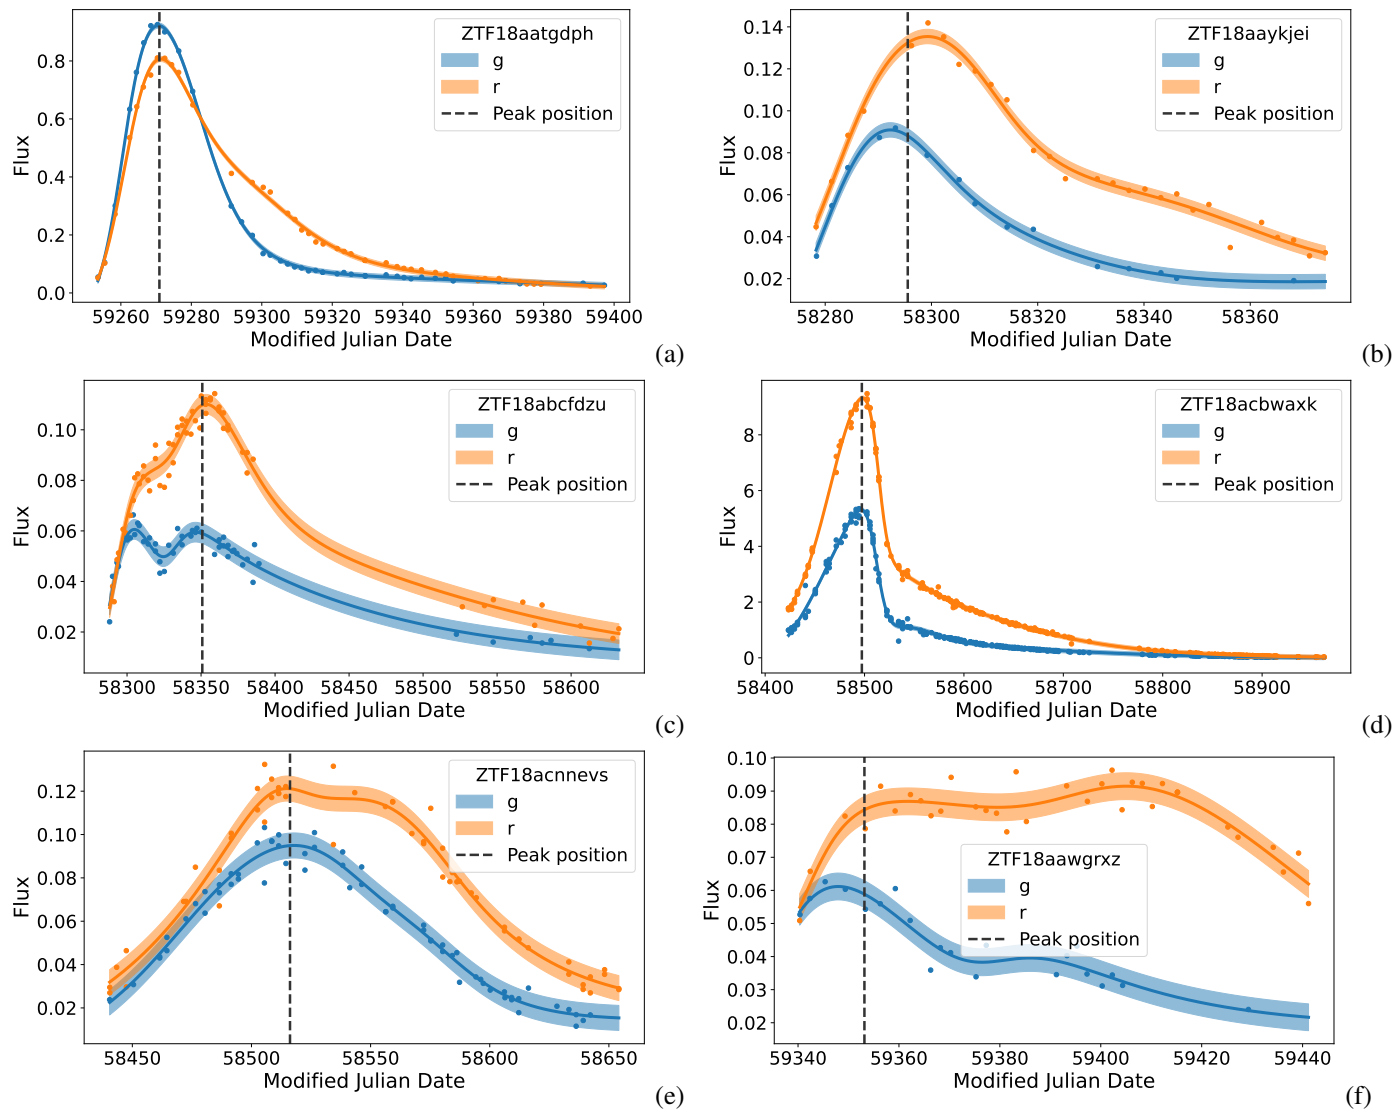 ZTF18aatgdph
g
r
Peak position
0.8
0.6
0.4
0.2
0.0
Flux
59260 59280 59300 59320 59340 59360 59380 59400
Modified Julian Date
(a)
ZTF18aaykjei
g
r
Peak position
0.14
0.12
0.10
0.08
0.06
0.04
0.02
Flux
58280 58300 58320 58340 58360
Modified Julian Date
(b)
ZTF18abcfdzu
g
r
Peak position
0.10
0.08
0.06
0.04
0.02
Flux
58300 58350 58400 58450 58500 58550 58600
Modified Julian Date
(c)
ZTF18acbwaxk
g
r
Peak position
8
6
4
2
0
Flux
58400 58500 58600 58700 58800 58900
Modified Julian Date
(d)
ZTF18acnnevs
g
r
Peak position
0.12
0.10
0.08
0.06
0.04
0.02
Flux
58450 58500 58550 58600 58650
Modified Julian Date
(e)
0.10
0.09
0.08
0.07
0.06
0.05
0.04
0.03
0.02
Flux
ZTF18aawgrxz
g
r
Peak position
59340 59360 59380 59400 59420 59440
Modified Julian Date
(f)